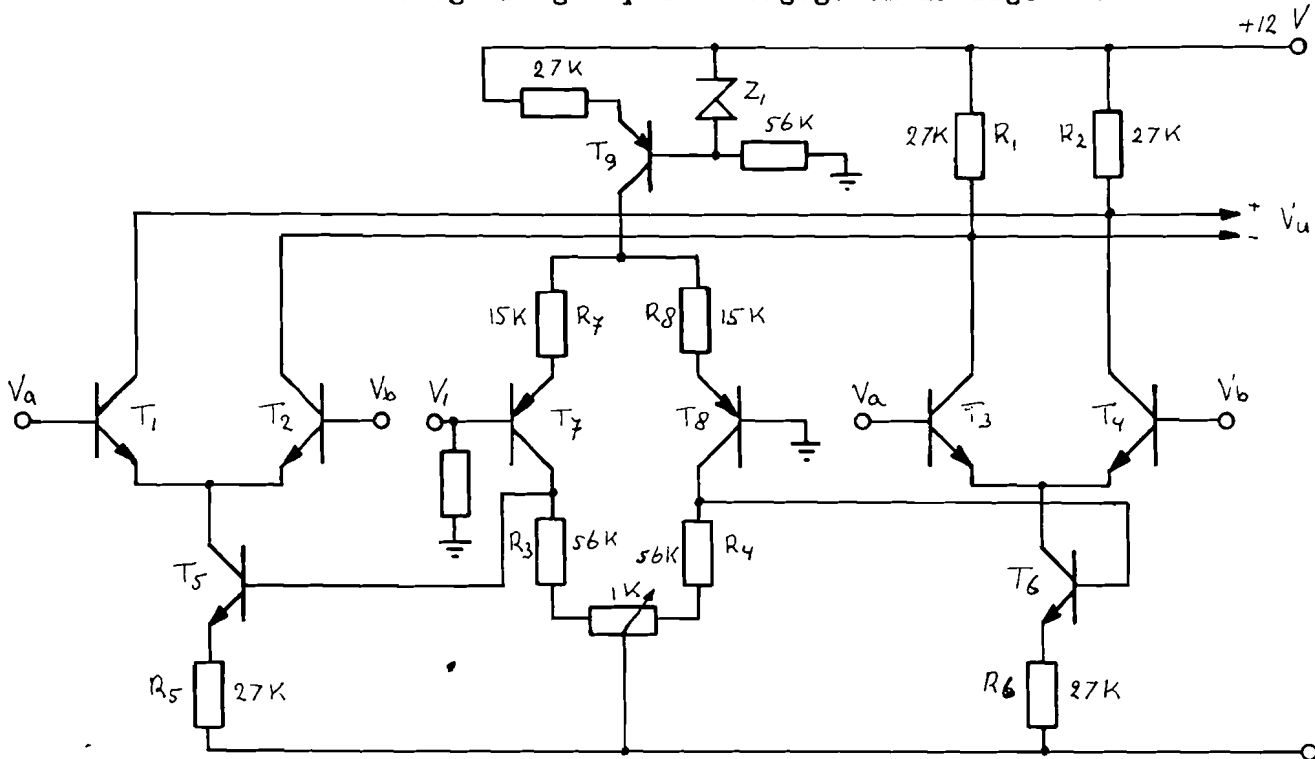 +12 V
27K
Z1
56K
T9
27K
R1
R2
27K
+
-
Vu
15K
R7
R8
15K
Va
T1
T2
Vb
V1
T7
T8
Va
T3
T4
Vb
R3
56K
56K
R4
T5
1K
T6
R5
27K
R6
27K